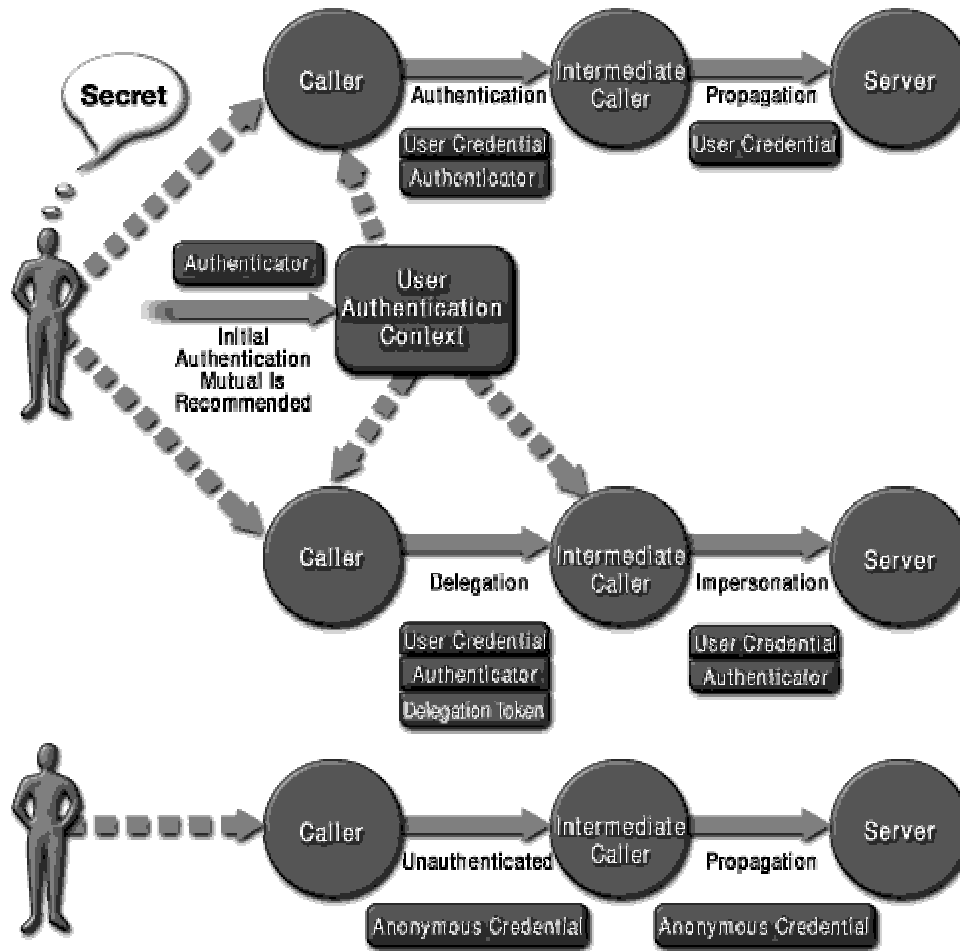 Secret
Caller
Authentication
Intermediate
Caller
Propagation
Server
User Credential
Authenticator
User Credential
Authenticator
Initial
Authentication
Mutual Is
Recommended
User
Authentication
Context
Caller
Delegation
Intermediate
Caller
Impersonation
Server
User Credential
Authenticator
Delegation Token
User Credential
Authenticator
Caller
Unauthenticated
Intermediate
Caller
Propagation
Server
Anonymous Credential
Anonymous Credential